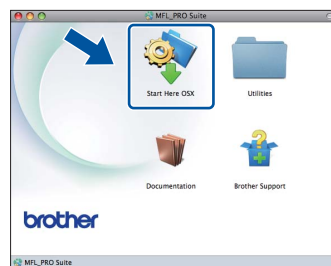 MFL_PRO Suite
Start Here OSX
Utilities
Documentation
Brother Support
brother
MFL_PRO Suite